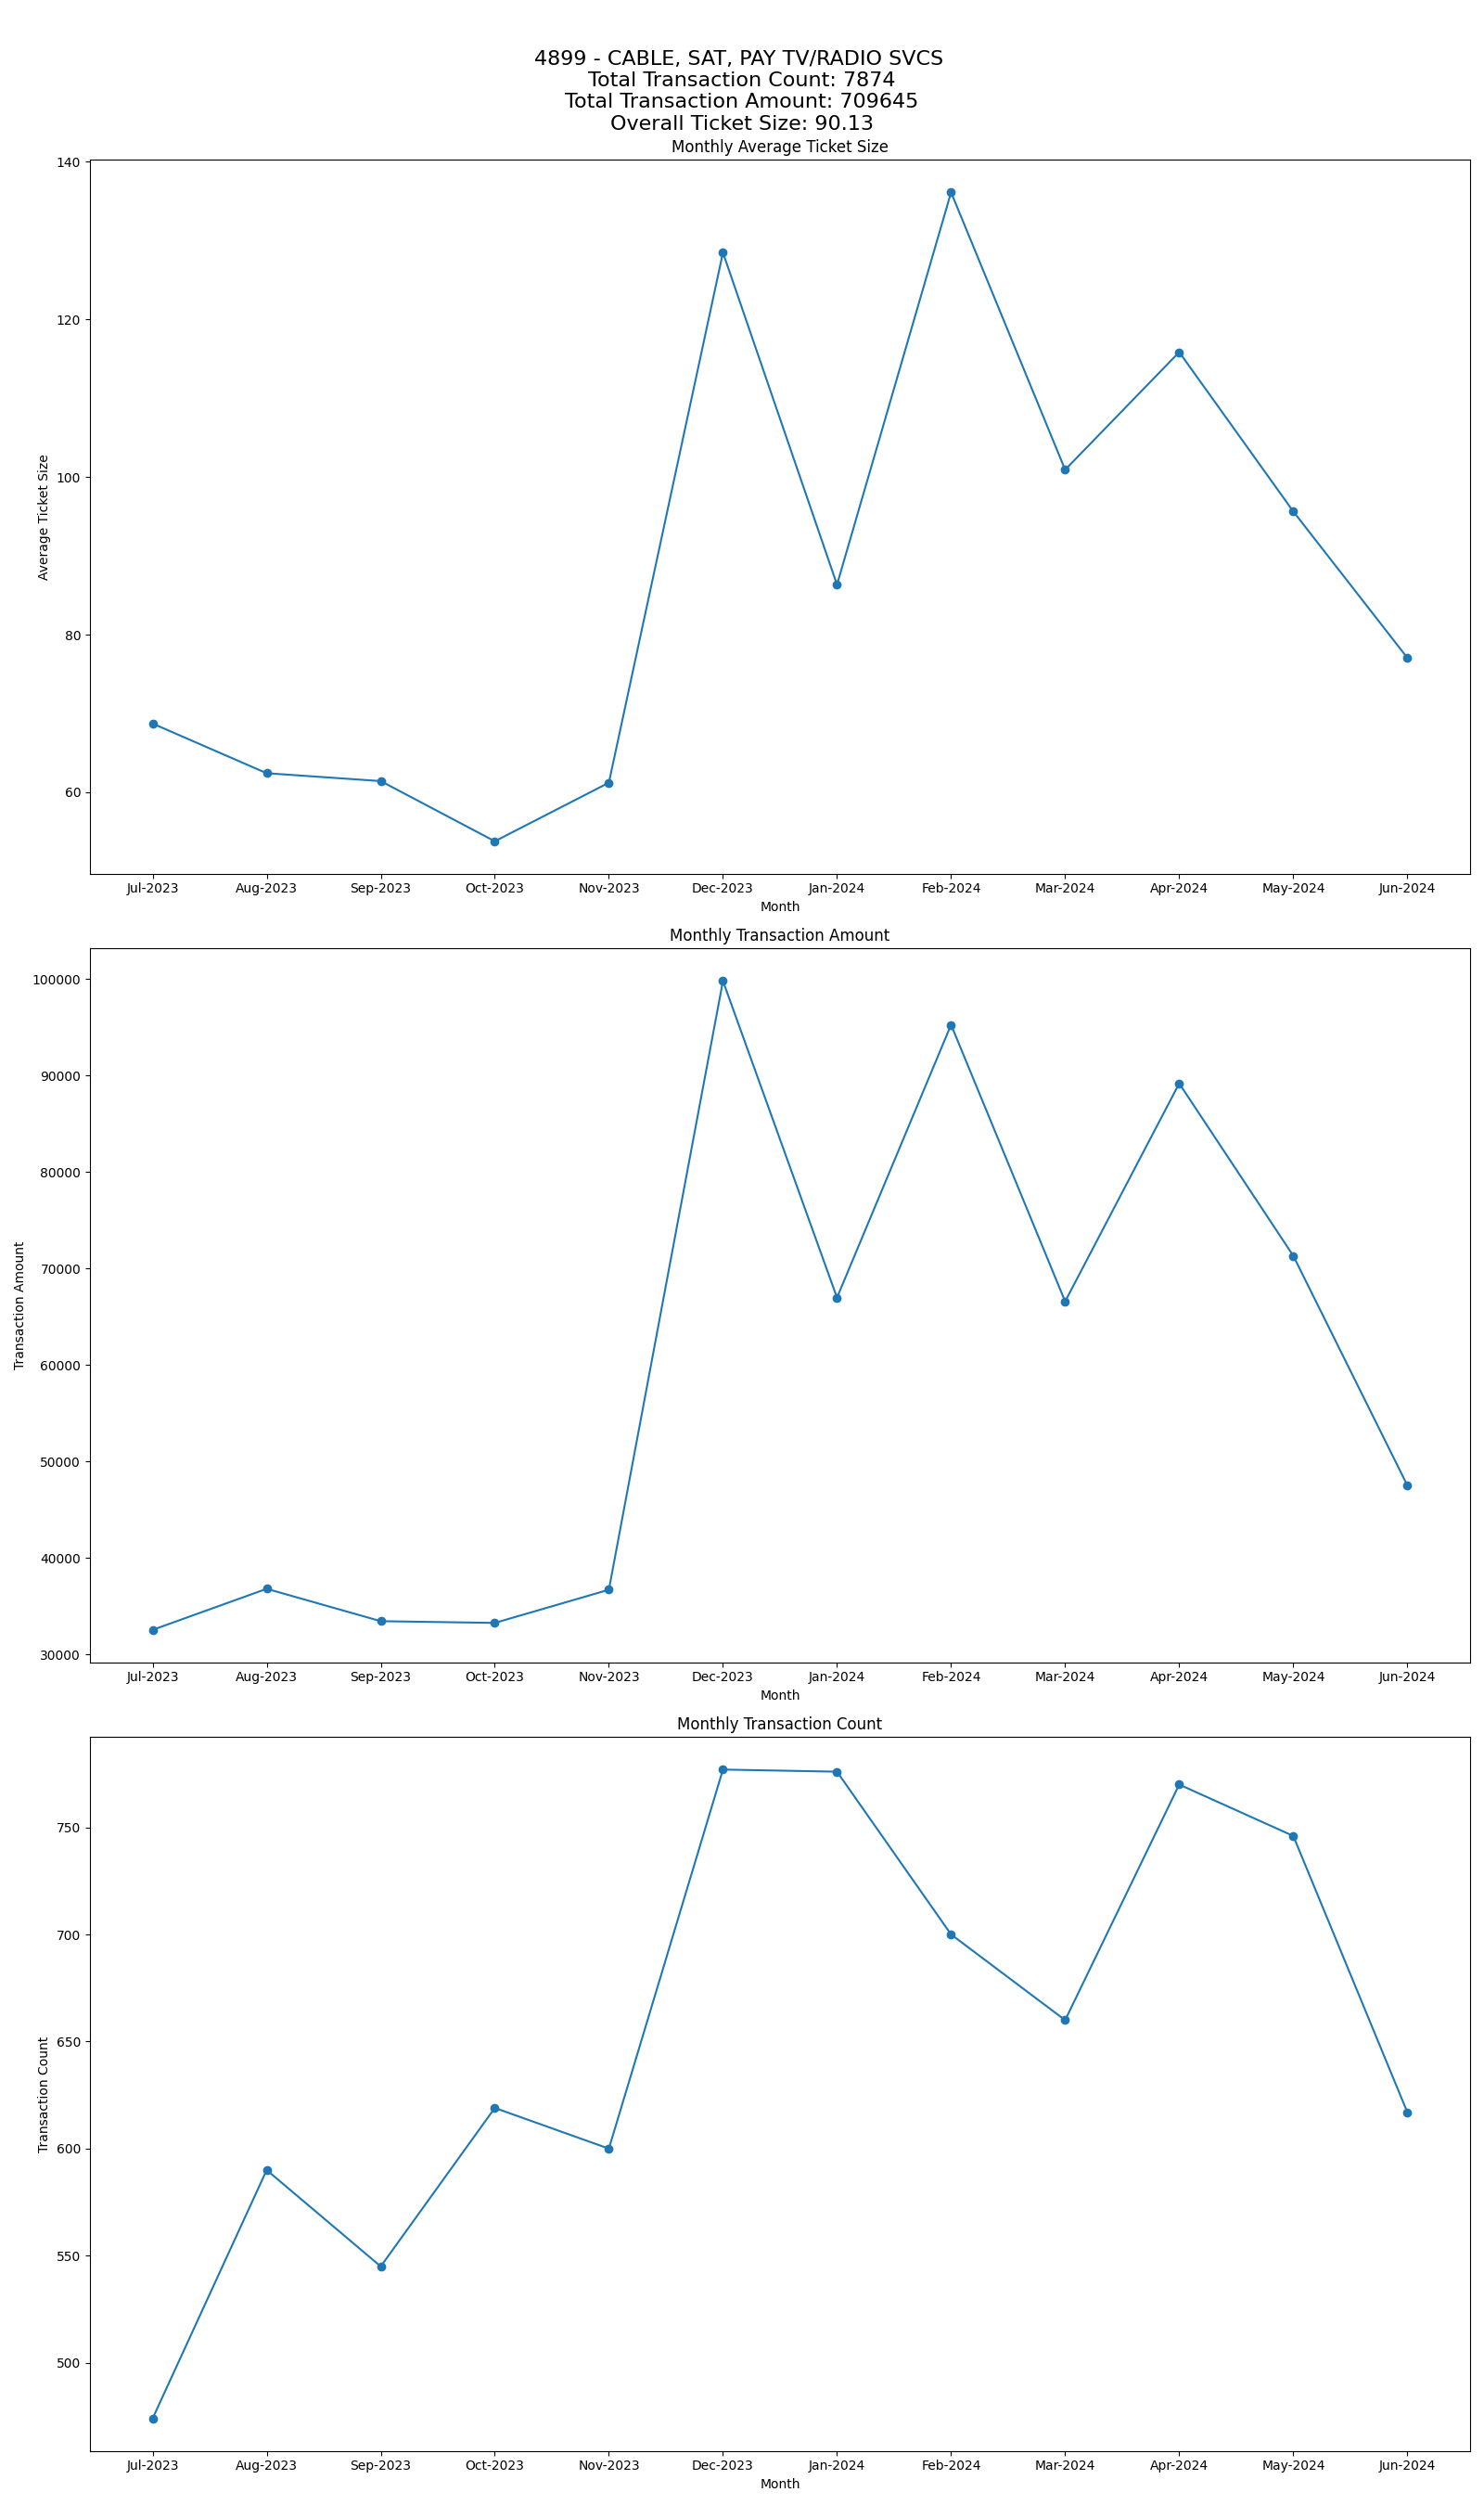 4899 - CABLE, SAT, PAY TV/RADIO SVCS
Total Transaction Count: 7874
Total Transaction Amount: 709645
Overall Ticket Size: 90.13
Monthly Average Ticket Size
140
120
100
80
60
Average Ticket Size
Jul-2023 Aug-2023 Sep-2023 Oct-2023 Nov-2023 Dec-2023 Jan-2024 Feb-2024 Mar-2024 Apr-2024 May-2024 Jun-2024
Month
Monthly Transaction Amount
100000
90000
80000
70000
60000
50000
40000
30000
Transaction Amount
Jul-2023 Aug-2023 Sep-2023 Oct-2023 Nov-2023 Dec-2023 Jan-2024 Feb-2024 Mar-2024 Apr-2024 May-2024 Jun-2024
Month
Monthly Transaction Count
750
700
650
600
550
500
Transaction Count
Jul-2023 Aug-2023 Sep-2023 Oct-2023 Nov-2023 Dec-2023 Jan-2024 Feb-2024 Mar-2024 Apr-2024 May-2024 Jun-2024
Month